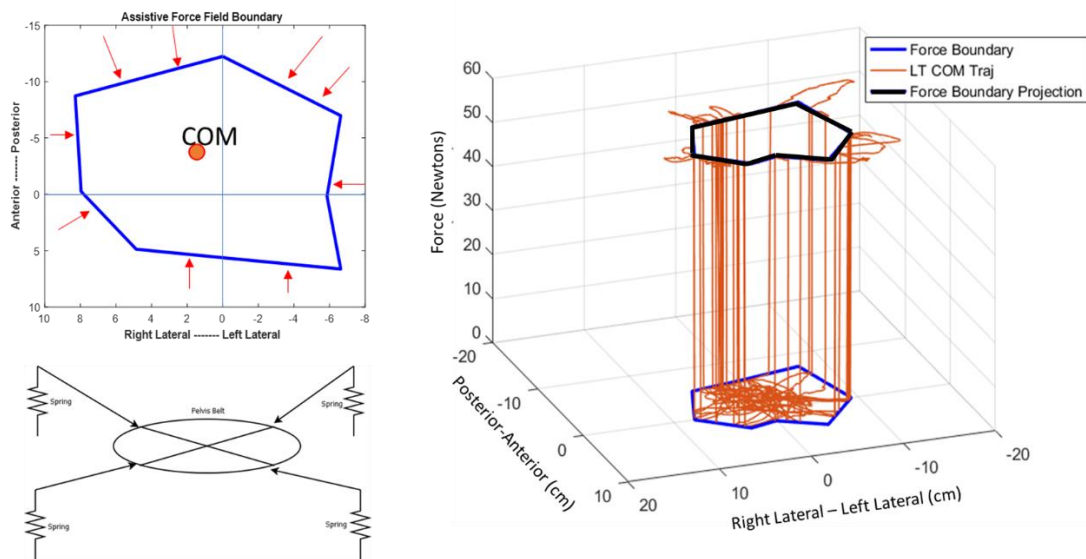 Assistive Force Field Boundary
-15
-10
-5
0
5
10
10 8 6 4 2 0 -2 -4 -6 -8
Anterior ------- Posterior
Right Lateral ------- Left Lateral
COM
Spring
Spring
Pelvis Belt
Spring
Spring
Force Boundary
LT COM Traj
Force Boundary Projection
60
50
40
30
20
10
0
Force (Newtons)
-20
-10
0
10
Posterior-Anterior (cm)
20
10
0
-10
-20
Right Lateral – Left Lateral (cm)